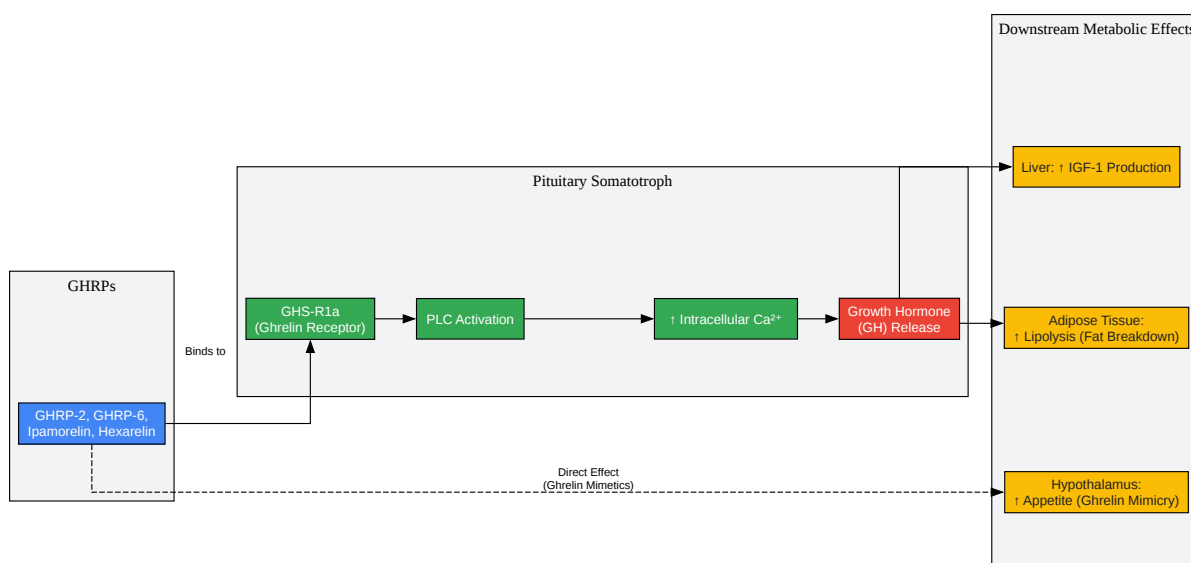 Downstream Metabolic Effects
Liver: ↑ IGF-1 Production
Pituitary Somatotroph
GHRPs
GHS-R1a
(Ghrelin Receptor)
PLC Activation
↑ Intracellular Ca²⁺
Growth Hormone
(GH) Release
Adipose Tissue:
↑ Lipolysis (Fat Breakdown)
Binds to
GHRP-2, GHRP-6,
Ipamorelin, Hexarelin
Direct Effect
(Ghrelin Mimetics)
Hypothalamus:
↑ Appetite (Ghrelin Mimicry)